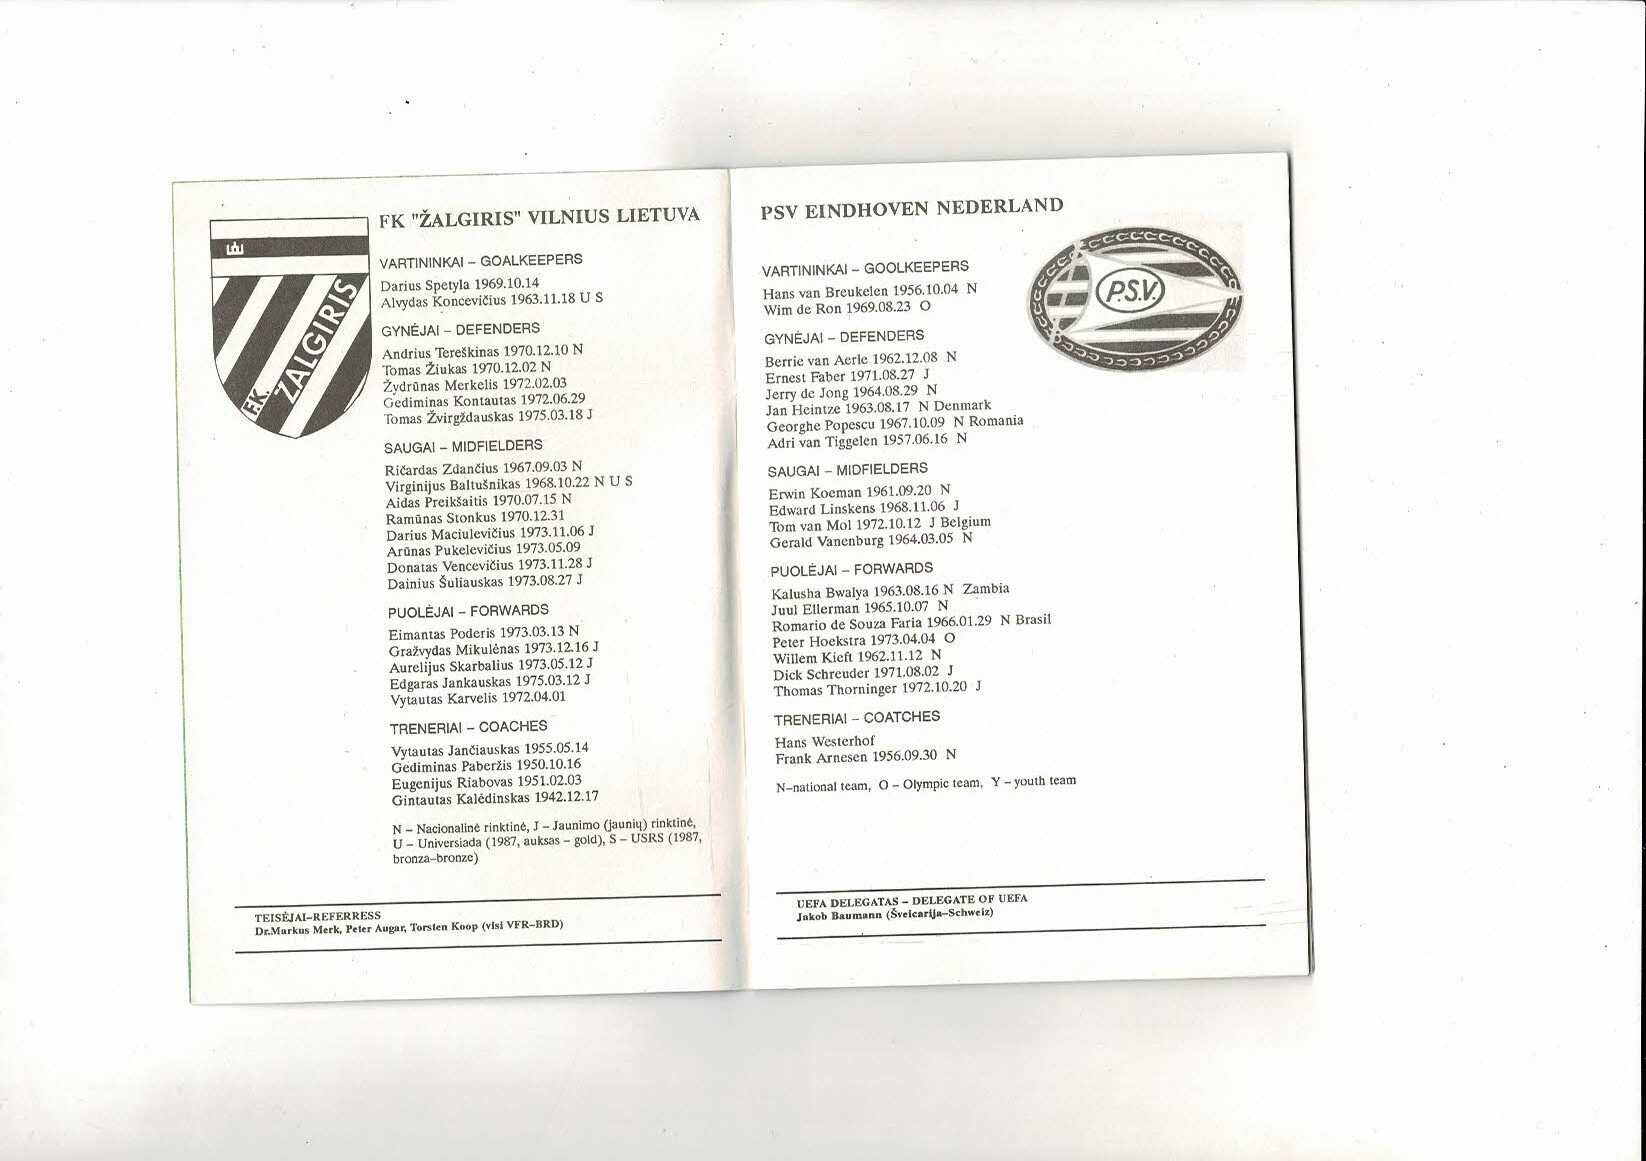 FK "ŽALGIRIS" VILNIUS LIETUVA
F.K. ŽALGIRIS
VARTININKAI – GOALKEEPERS
Darius Spetyla 1969.10.14
Alvydas Koncevičius 1963.11.18 U S
GYNĖJAI – DEFENDERS
Andrius Tereškinas 1970.12.10 N
Tomas Žiukas 1970.12.02 N
Žydrūnas Merkelis 1972.02.03
Gediminas Kontautas 1972.06.29
Tomas Žvirgždauskas 1975.03.18 J
SAUGAI – MIDFIELDERS
Ričardas Zdančius 1967.09.03 N
Virginijus Baltušnikas 1968.10.22 N U S
Aidas Preikšaitis 1970.07.15 N
Ramūnas Stonkus 1970.12.31
Darius Maciulevičius 1973.11.06 J
Arūnas Pukelevičius 1973.05.09
Donatas Vencevičius 1973.11.28 J
Dainius Šuliauskas 1973.08.27 J
PUOLĖJAI – FORWARDS
Eimantas Poderis 1973.03.13 N
Gražvydas Mikulėnas 1973.12.16 J
Aurelijus Skarbalius 1973.05.12 J
Edgaras Jankauskas 1975.03.12 J
Vytautas Karvelis 1972.04.01
TRENERIAI – COACHES
Vytautas Jančiauskas 1955.05.14
Gediminas Paberžis 1950.10.16
Eugenijus Riabovas 1951.02.03
Gintautas Kalėdinskas 1942.12.17
N – Nacionalinė rinktinė, J – Jaunimo (jaunių) rinktinė,
U – Universiada (1987, auksas – gold), S – USRS (1987,
bronza–bronze)
TEISĖJAI–REFERRESS
Dr.Markus Merk, Peter Augar, Torsten Koop (visi VFR–BRD)
PSV EINDHOVEN NEDERLAND
P.S.V.
VARTININKAI – GOOLKEEPERS
Hans van Breukelen 1956.10.04 N
Wim de Ron 1969.08.23 O
GYNĖJAI – DEFENDERS
Berrie van Aerle 1962.12.08 N
Ernest Faber 1971.08.27 J
Jerry de Jong 1964.08.29 N
Jan Heintze 1963.08.17 N Denmark
Georghe Popescu 1967.10.09 N Romania
Adri van Tiggelen 1957.06.16 N
SAUGAI – MIDFIELDERS
Erwin Koeman 1961.09.20 N
Edward Linskens 1968.11.06 J
Tom van Mol 1972.10.12 J Belgium
Gerald Vanenburg 1964.03.05 N
PUOLĖJAI – FORWARDS
Kalusha Bwalya 1963.08.16 N Zambia
Juul Ellerman 1965.10.07 N
Romario de Souza Faria 1966.01.29 N Brasil
Peter Hoekstra 1973.04.04 O
Willem Kieft 1962.11.12 N
Dick Schreuder 1971.08.02 J
Thomas Thorninger 1972.10.20 J
TRENERIAI – COATCHES
Hans Westerhof
Frank Arnesen 1956.09.30 N
N–national team, O – Olympic team, Y – youth team
UEFA DELEGATAS – DELEGATE OF UEFA
Jakob Baumann (Šveicarija–Schweiz)